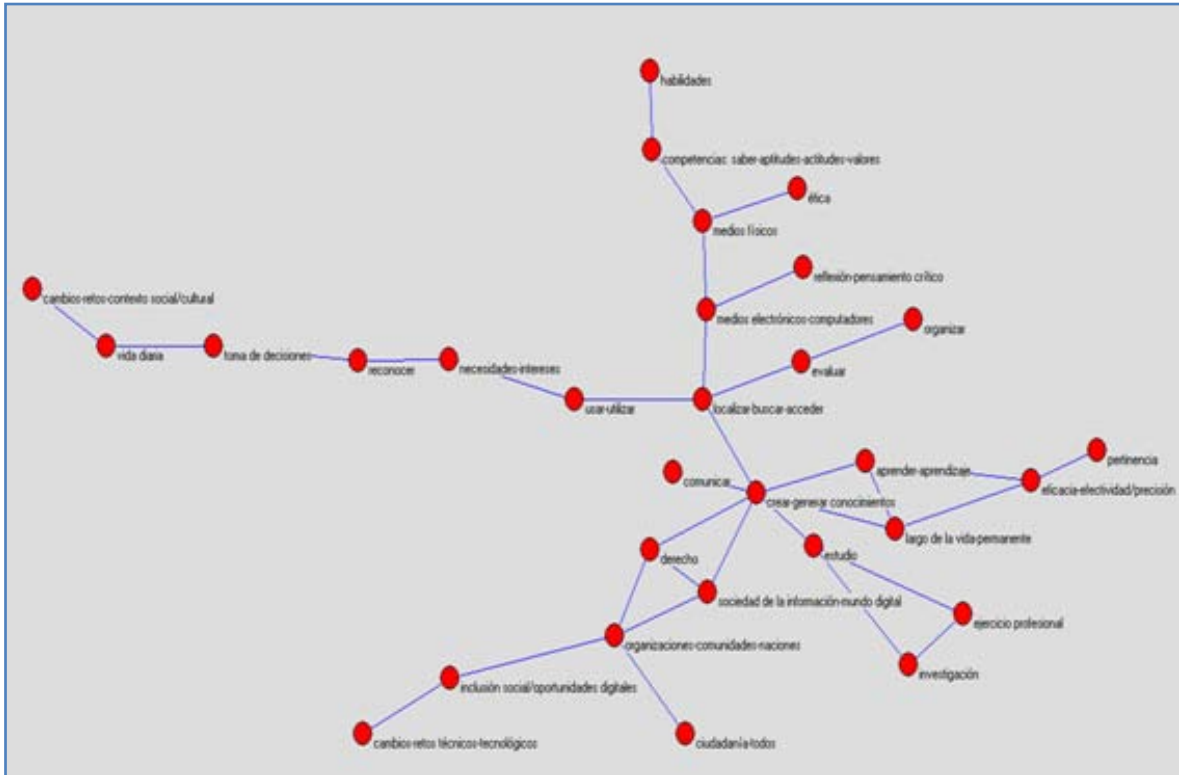 habilidades
competencias: saber-aptitudes-actitudes-valores
ética
medios físicos
reflexión-pensamiento crítico
cambios-retos-contexto social/cultural
medios electrónicos-computadores
organizar
vida diaria
toma de decisiones
reconocer
necesidades-intereses
evaluar
usar-utilizar
localizar-buscar-acceder
pertinencia
aprender-aprendizaje
comunicar
eficacia-efectividad/precisión
crear-generar conocimientos
largo de la vida-permanente
derecho
estudio
sociedad de la información-mundo digital
ejercicio profesional
organizaciones-comunidades-naciones
investigación
inclusión social/oportunidades digitales
cambios-retos técnicos-tecnológicos
ciudadanía-todos